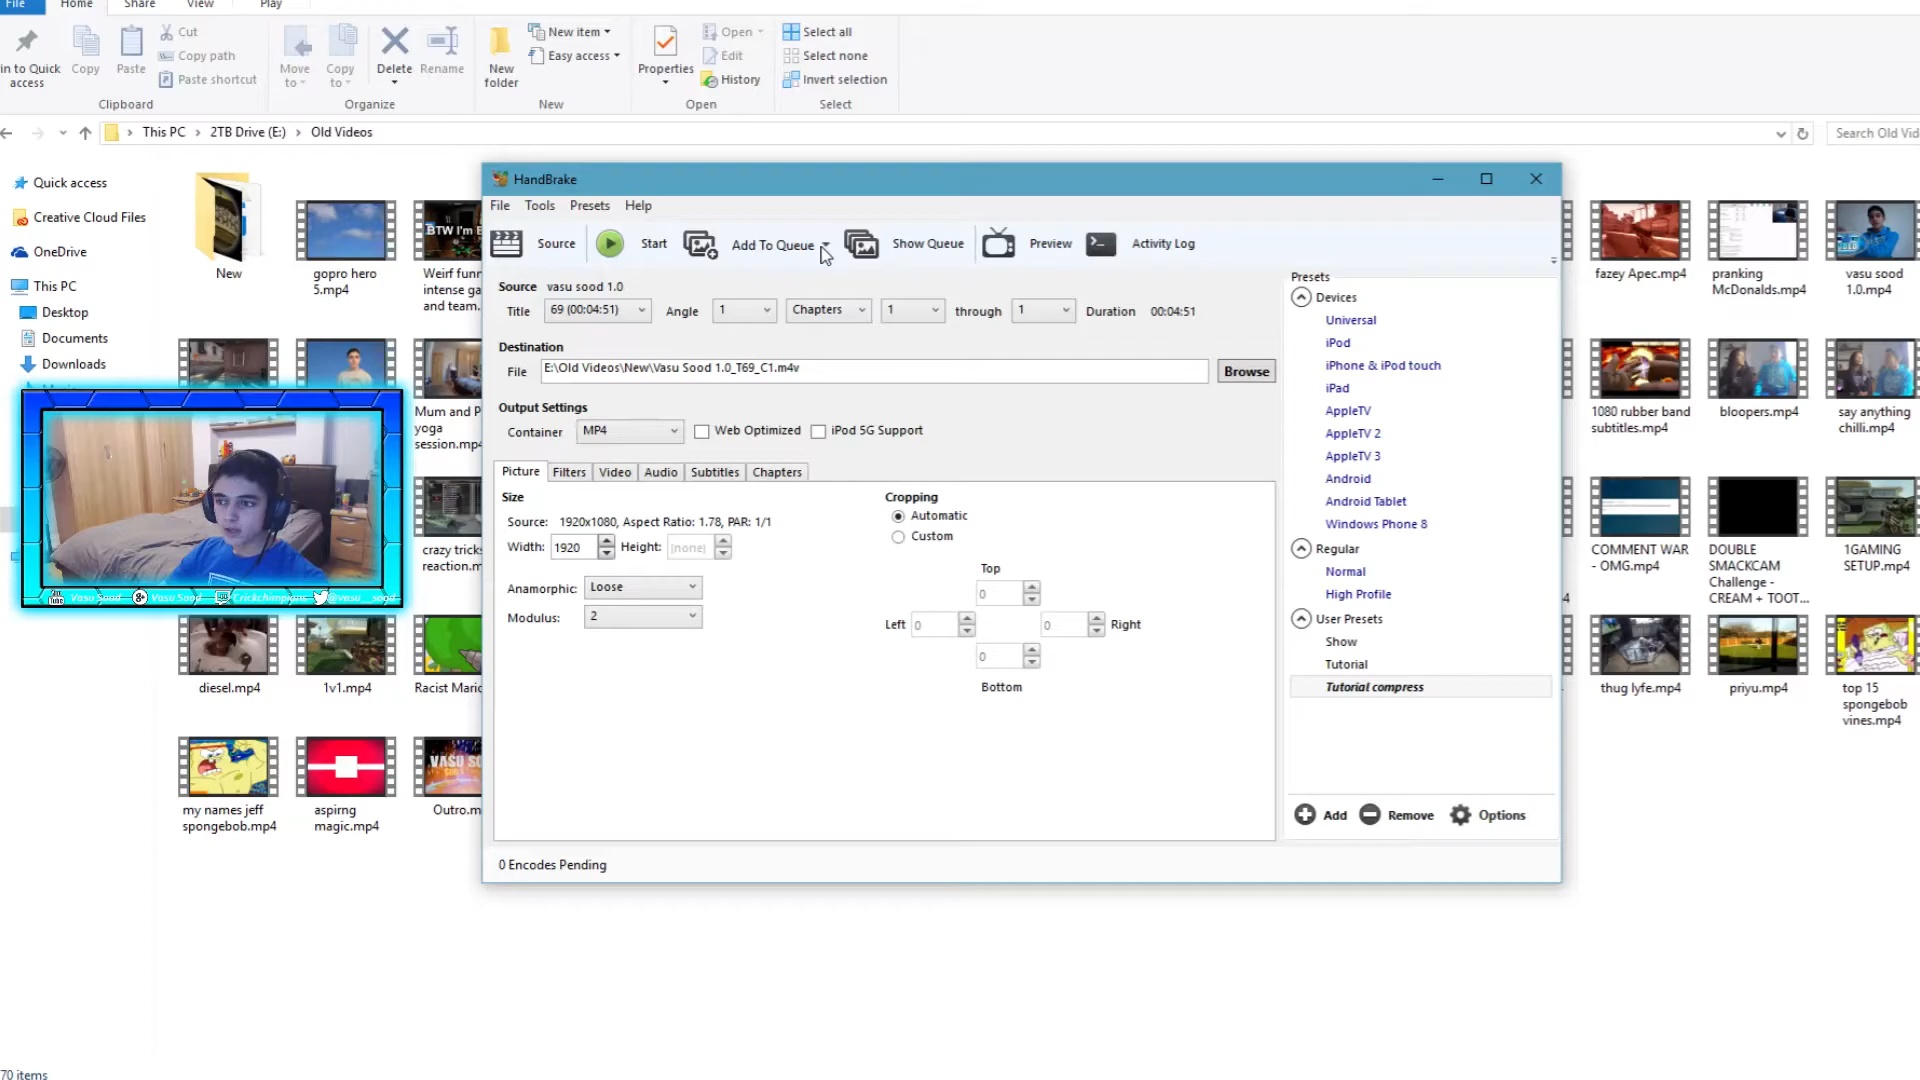 File
Home
Share
View
Play
in to Quick
access
Copy
Paste
Cut
Copy path
Paste shortcut
Clipboard
Move
to
Copy
to
Delete
Rename
Organize
New
folder
New item
Easy access
New
Properties
Open
Edit
History
Open
Select all
Select none
Invert selection
Select
This PC
2TB Drive (E:)
Old Videos
Search Old Vid
Quick access
Creative Cloud Files
OneDrive
This PC
Desktop
Documents
Downloads
New
gopro hero
5.mp4
BTW I'm
Weirf funn
intense ga
and team.
Mum and P
yoga
session.mp4
crazy tricks
reaction.m
diesel.mp4
1v1.mp4
Racist Mario
my names jeff
spongebob.mp4
aspirng
magic.mp4
VASU SO
Outro.m
Vasu Sood
Vasu Sood
Crickchimpians
@vasu__sood
HandBrake
File
Tools
Presets
Help
Source
Start
Add To Queue
Show Queue
Preview
Activity Log
Source
vasu sood 1.0
Title
69 (00:04:51)
Angle
1
Chapters
1
through
1
Duration
00:04:51
Destination
File
E:\Old Videos\New\Vasu Sood 1.0_T69_C1.m4v
Browse
Output Settings
Container
MP4
Web Optimized
iPod 5G Support
Picture
Filters
Video
Audio
Subtitles
Chapters
Size
Source: 1920x1080, Aspect Ratio: 1.78, PAR: 1/1
Width:
1920
Height:
(none)
Anamorphic:
Loose
Modulus:
2
Cropping
Automatic
Custom
Top
0
Left
0
0
Right
0
Bottom
0 Encodes Pending
Presets
Devices
Universal
iPod
iPhone & iPod touch
iPad
AppleTV
AppleTV 2
AppleTV 3
Android
Android Tablet
Windows Phone 8
Regular
Normal
High Profile
User Presets
Show
Tutorial
Tutorial compress
Add
Remove
Options
fazey Apec.mp4
pranking
McDonalds.mp4
vasu sood
1.0.mp4
1080 rubber band
subtitles.mp4
bloopers.mp4
say anything
chilli.mp4
COMMENT WAR
- OMG.mp4
DOUBLE
SMACKCAM
Challenge -
CREAM + TOOT...
1GAMING
SETUP.mp4
4
thug lyfe.mp4
priyu.mp4
top 15
spongebob
vines.mp4
70 items